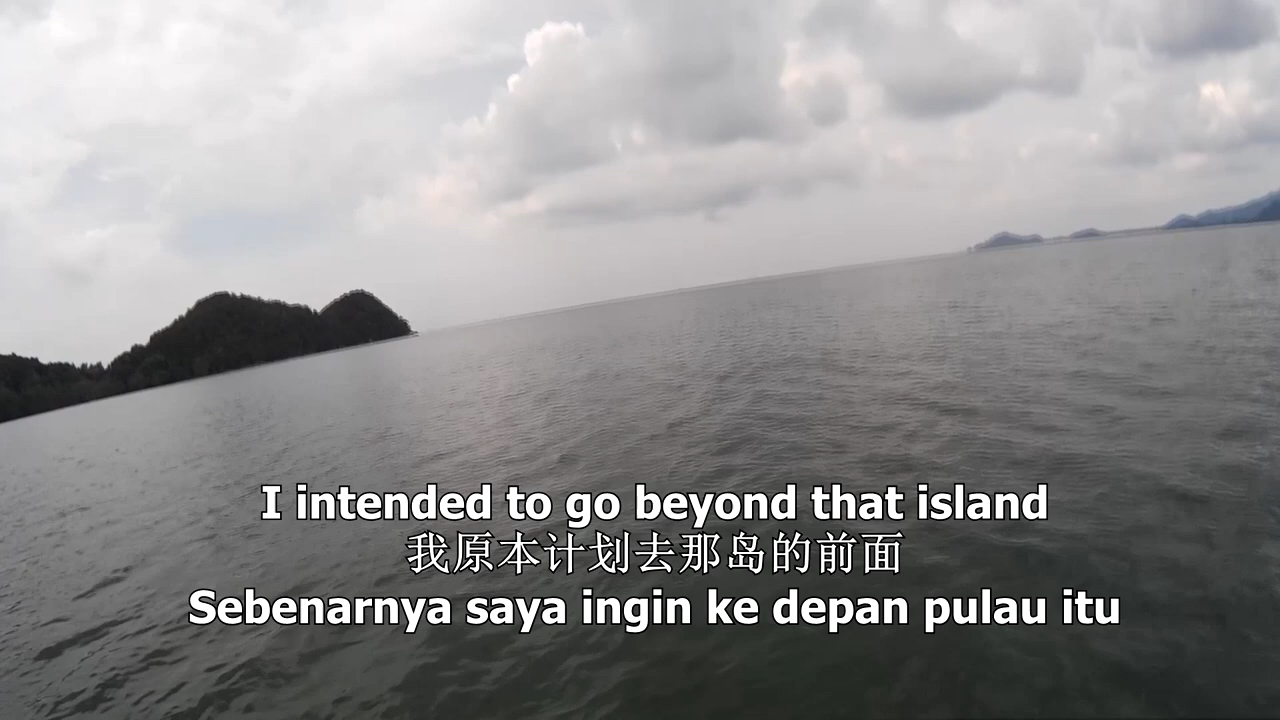 I intended to go beyond that island
我原本计划去那岛的前面
Sebenarnya saya ingin ke depan pulau itu